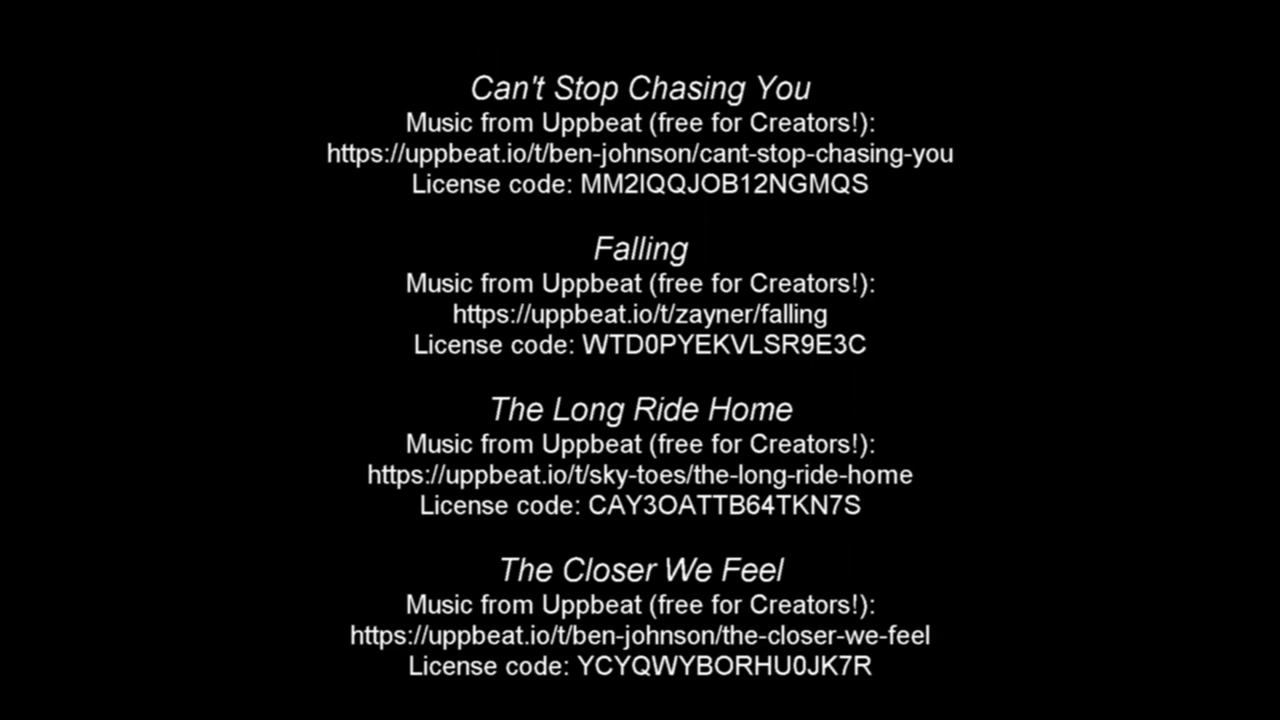 Can't Stop Chasing You
Music from Uppbeat (free for Creators!):
https://uppbeat.io/t/ben-johnson/cant-stop-chasing-you
License code: MM2IQQJOB12NGMQS
Falling
Music from Uppbeat (free for Creators!):
https://uppbeat.io/t/zayner/falling
License code: WTD0PYEKVLSR9E3C
The Long Ride Home
Music from Uppbeat (free for Creators!):
https://uppbeat.io/t/sky-toes/the-long-ride-home
License code: CAY3OATTB64TKN7S
The Closer We Feel
Music from Uppbeat (free for Creators!):
https://uppbeat.io/t/ben-johnson/the-closer-we-feel
License code: YCYQWYBORHU0JK7R